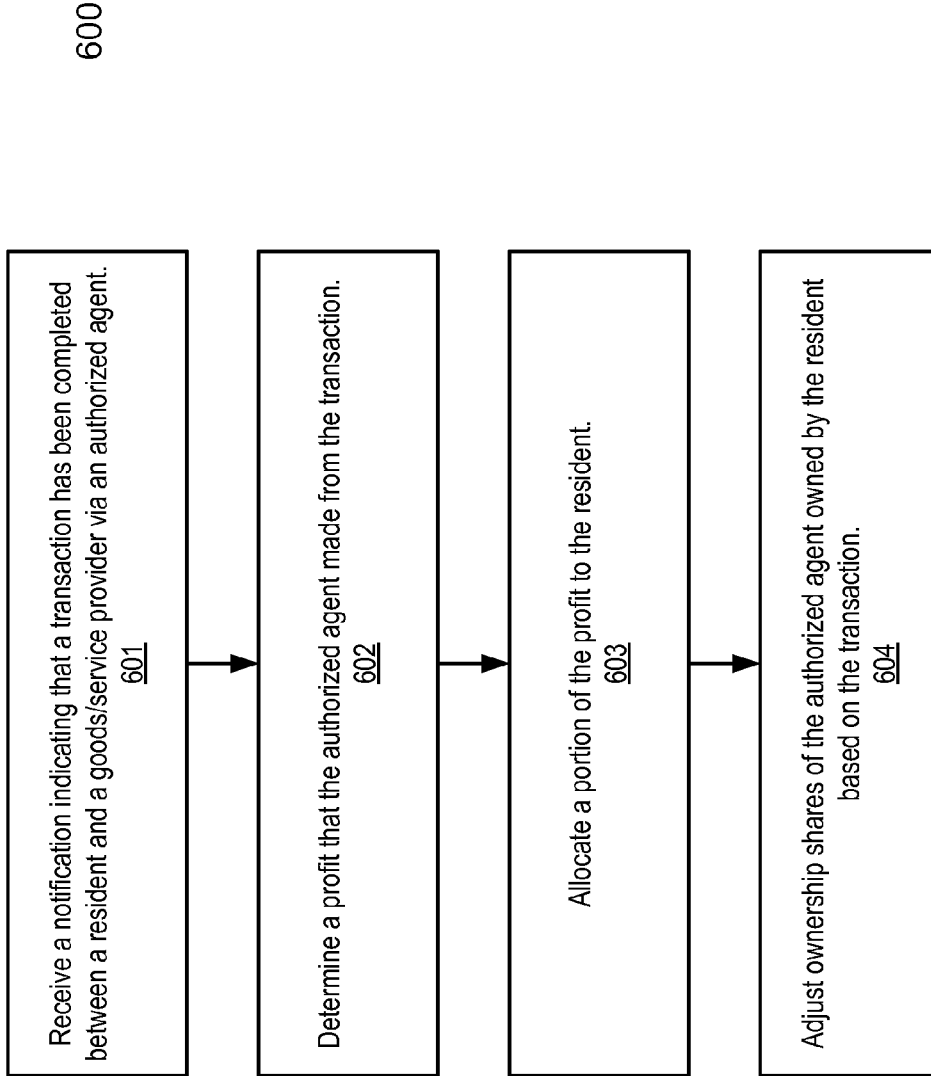 600
Receive a notification indicating that a transaction has been completed
between a resident and a goods/service provider via an authorized agent.
601
Determine a profit that the authorized agent made from the transaction.
602
Allocate a portion of the profit to the resident.
603
Adjust ownership shares of the authorized agent owned by the resident
based on the transaction.
604